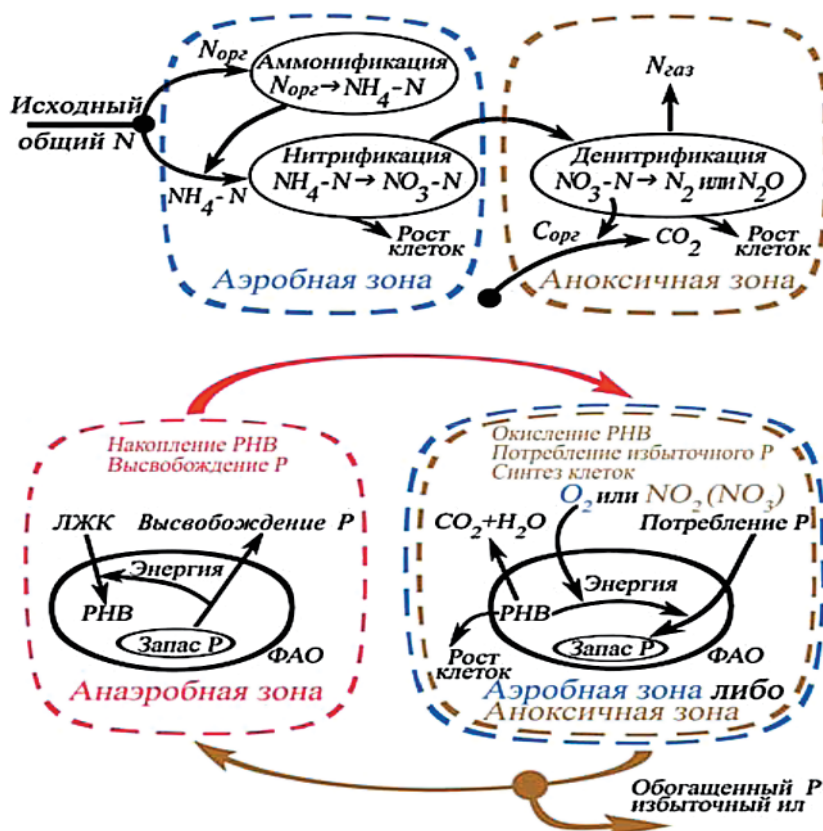 Nорг
Аммонификация
Nорг→NH4-N
Исходный
общий N
NH4-N
Нитрификация
NH4-N→NO3-N
Рост
клеток
Аэробная зона
Nгаз
Денитрификация
NO3-N→N2 или N2O
Cорг
CO2
Рост
клеток
Аноксичная зона
Накопление PHB
Высвобождение P
ЛЖК
Высвобождение P
Энергия
PHB
Запас P
ФАО
Анаэробная зона
Окисление PHB
Потребление избыточного P
Синтез клеток
O2 или NO2(NO3)
CO2+H2O
Потребление P
Энергия
PHB
Запас P
Рост
клеток
ФАО
Аэробная зона либо
Аноксичная зона
Обогащенный P
избыточный ил